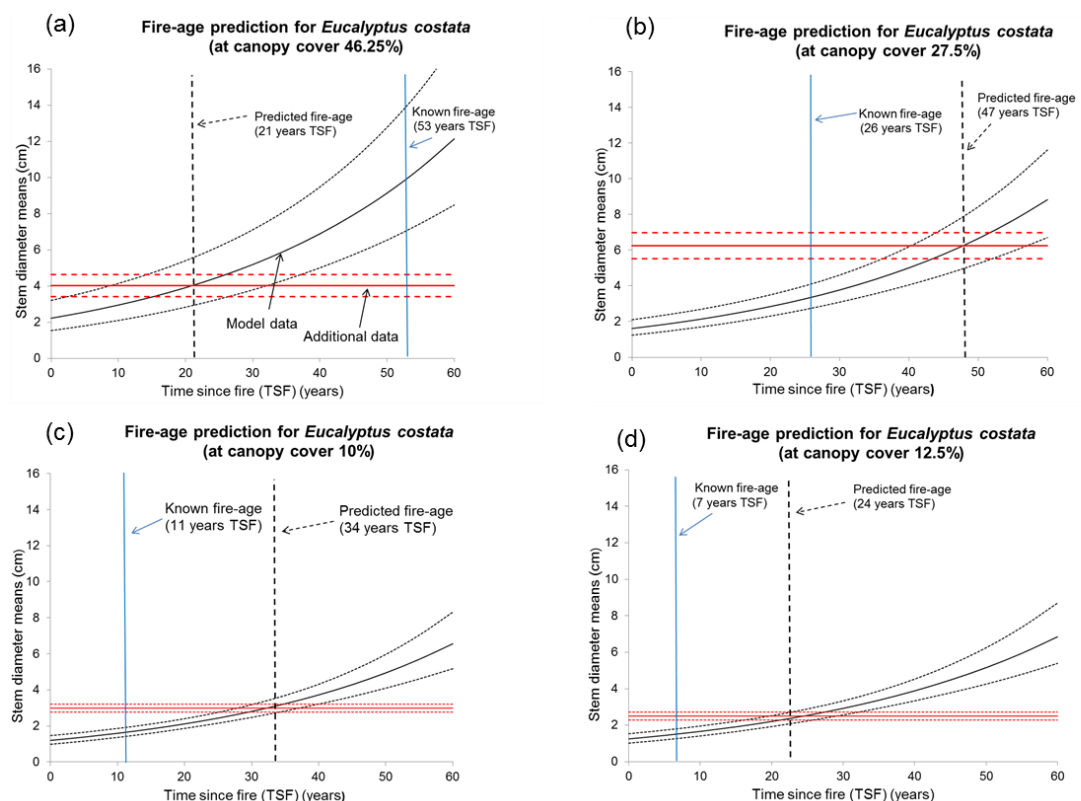 (a)
Fire-age prediction for Eucalyptus costata
(at canopy cover 46.25%)
16
14
12
10
8
6
4
2
0
Stem diameter means (cm)
Predicted fire-age
(21 years TSF)
Known fire-age
(53 years TSF)
Model data
Additional data
0 10 20 30 40 50 60
Time since fire (TSF) (years)
(b)
Fire-age prediction for Eucalyptus costata
(at canopy cover 27.5%)
16
14
12
10
8
6
4
2
0
Stem diameter means (cm)
Known fire-age
(26 years TSF)
Predicted fire-age
(47 years TSF)
0 10 20 30 40 50 60
Time since fire (TSF) (years)
(c)
Fire-age prediction for Eucalyptus costata
(at canopy cover 10%)
16
14
12
10
8
6
4
2
0
Stem diameter means (cm)
Known fire-age
(11 years TSF)
Predicted fire-age
(34 years TSF)
0 10 20 30 40 50 60
Time since fire (TSF) (years)
(d)
Fire-age prediction for Eucalyptus costata
(at canopy cover 12.5%)
16
14
12
10
8
6
4
2
0
Stem diameter means (cm)
Known fire-age
(7 years TSF)
Predicted fire-age
(24 years TSF)
0 10 20 30 40 50 60
Time since fire (TSF) (years)